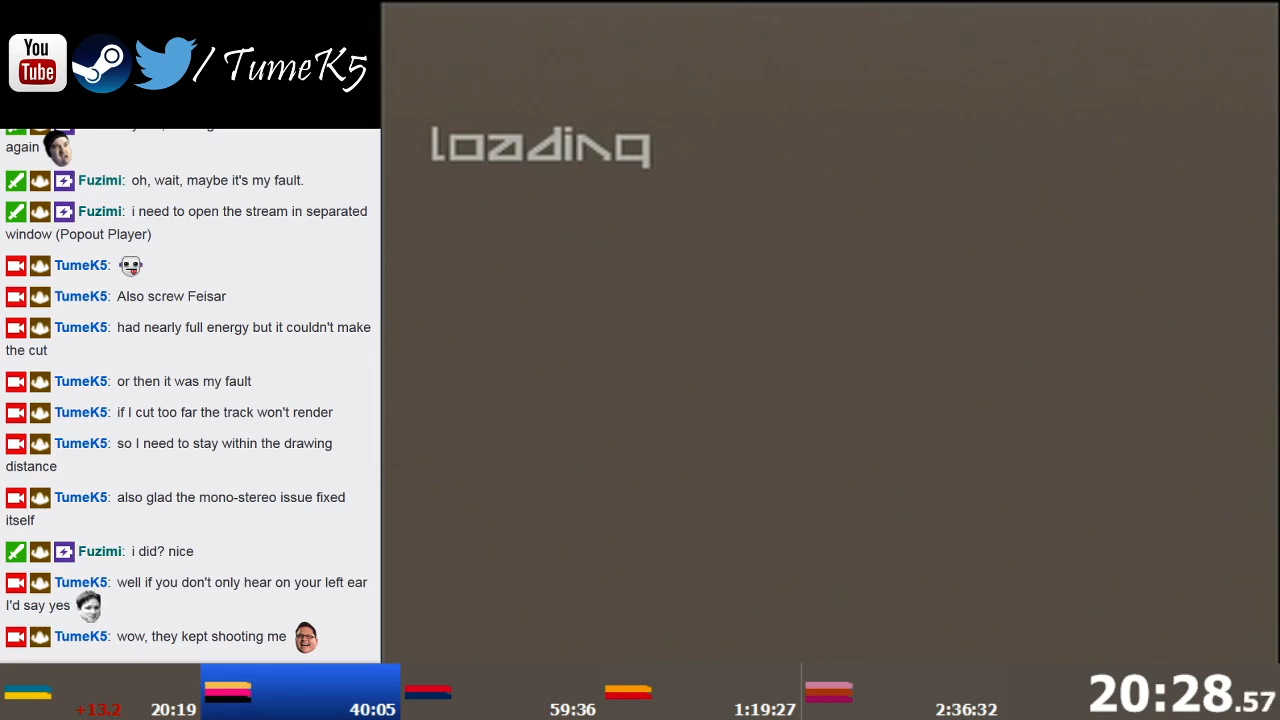 You
Tube
/ TumeK5
again
Fuzimi: oh, wait, maybe it's my fault.
Fuzimi: i need to open the stream in separated
window (Popout Player)
TumeK5:
TumeK5: Also screw Feisar
TumeK5: had nearly full energy but it couldn't make
the cut
TumeK5: or then it was my fault
TumeK5: if I cut too far the track won't render
TumeK5: so I need to stay within the drawing
distance
TumeK5: also glad the mono-stereo issue fixed
itself
Fuzimi: i did? nice
TumeK5: well if you don't only hear on your left ear
I'd say yes
TumeK5: wow, they kept shooting me
loading
+13.2 20:19
40:05
59:36
1:19:27
2:36:32
20:28.57